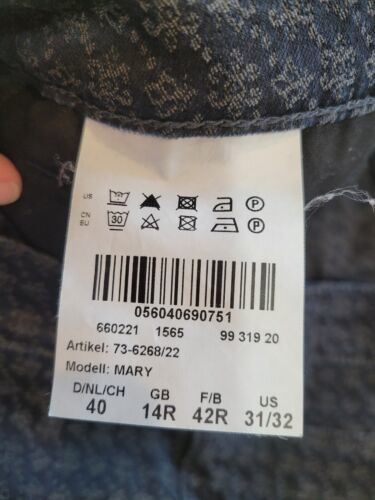 US
CN
EU 30 P
P
056040690751
660221 1565 99 319 20
Artikel: 73-6268/22
Modell: MARY
D/NL/CH GB F/B US
40 14R 42R 31/32